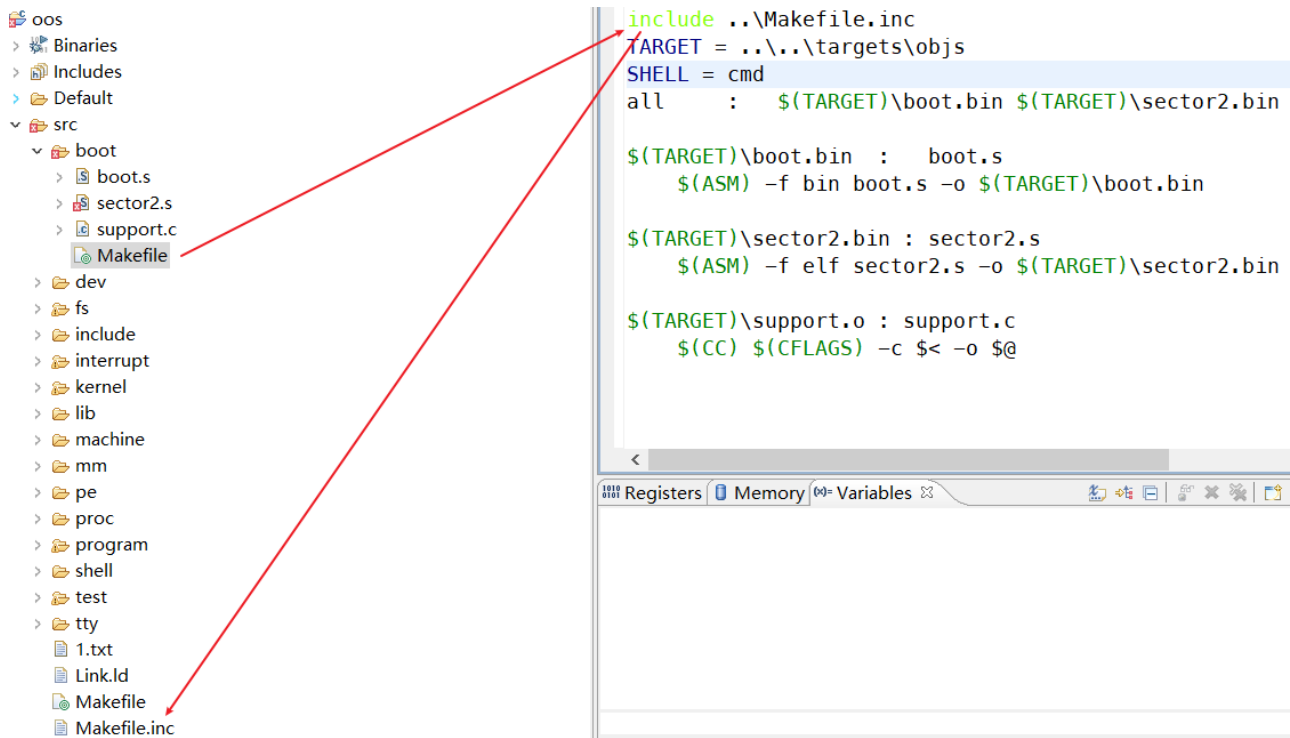 oos
Binaries
Includes
Default
src
boot
boot.s
sector2.s
support.c
Makefile
dev
fs
include
interrupt
kernel
lib
machine
mm
pe
proc
program
shell
test
tty
1.txt
Link.ld
Makefile
Makefile.inc
include ..\Makefile.inc
TARGET = ..\..\targets\objs
SHELL = cmd
all : $(TARGET)\boot.bin $(TARGET)\sector2.bin
$(TARGET)\boot.bin : boot.s
$(ASM) -f bin boot.s -o $(TARGET)\boot.bin
$(TARGET)\sector2.bin : sector2.s
$(ASM) -f elf sector2.s -o $(TARGET)\sector2.bin
$(TARGET)\support.o : support.c
$(CC) $(CFLAGS) -c $< -o $@
Registers Memory (x)= Variables